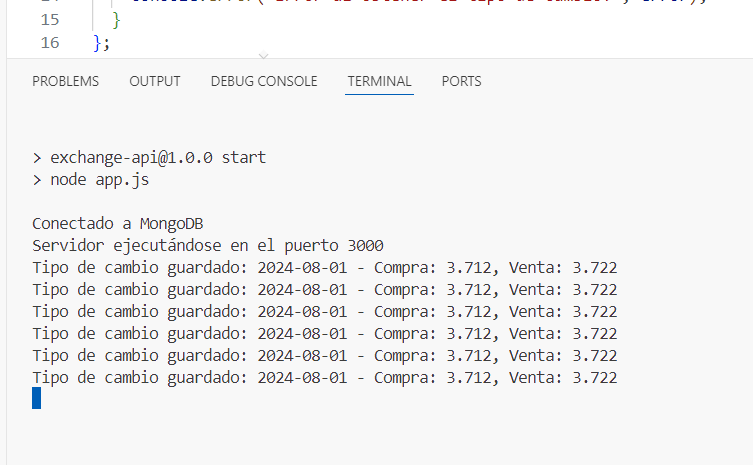 15 }
16 };
PROBLEMS OUTPUT DEBUG CONSOLE TERMINAL PORTS
> exchange-api@1.0.0 start
> node app.js
Conectado a MongoDB
Servidor ejecutándose en el puerto 3000
Tipo de cambio guardado: 2024-08-01 - Compra: 3.712, Venta: 3.722
Tipo de cambio guardado: 2024-08-01 - Compra: 3.712, Venta: 3.722
Tipo de cambio guardado: 2024-08-01 - Compra: 3.712, Venta: 3.722
Tipo de cambio guardado: 2024-08-01 - Compra: 3.712, Venta: 3.722
Tipo de cambio guardado: 2024-08-01 - Compra: 3.712, Venta: 3.722
Tipo de cambio guardado: 2024-08-01 - Compra: 3.712, Venta: 3.722